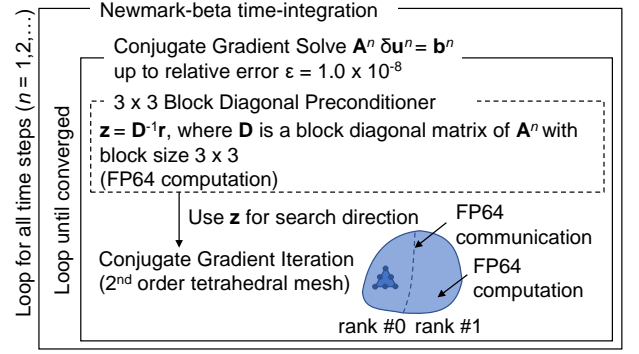 Newmark-beta time-integration
Loop for all time steps (n = 1,2,…)
Conjugate Gradient Solve Aⁿ δuⁿ = bⁿ
up to relative error ε = 1.0 x 10⁻⁸
Loop until converged
3 x 3 Block Diagonal Preconditioner
z = D⁻¹r, where D is a block diagonal matrix of Aⁿ with
block size 3 x 3
(FP64 computation)
Use z for search direction
Conjugate Gradient Iteration
(2ⁿᵈ order tetrahedral mesh)
FP64
communication
FP64
computation
rank #0 rank #1